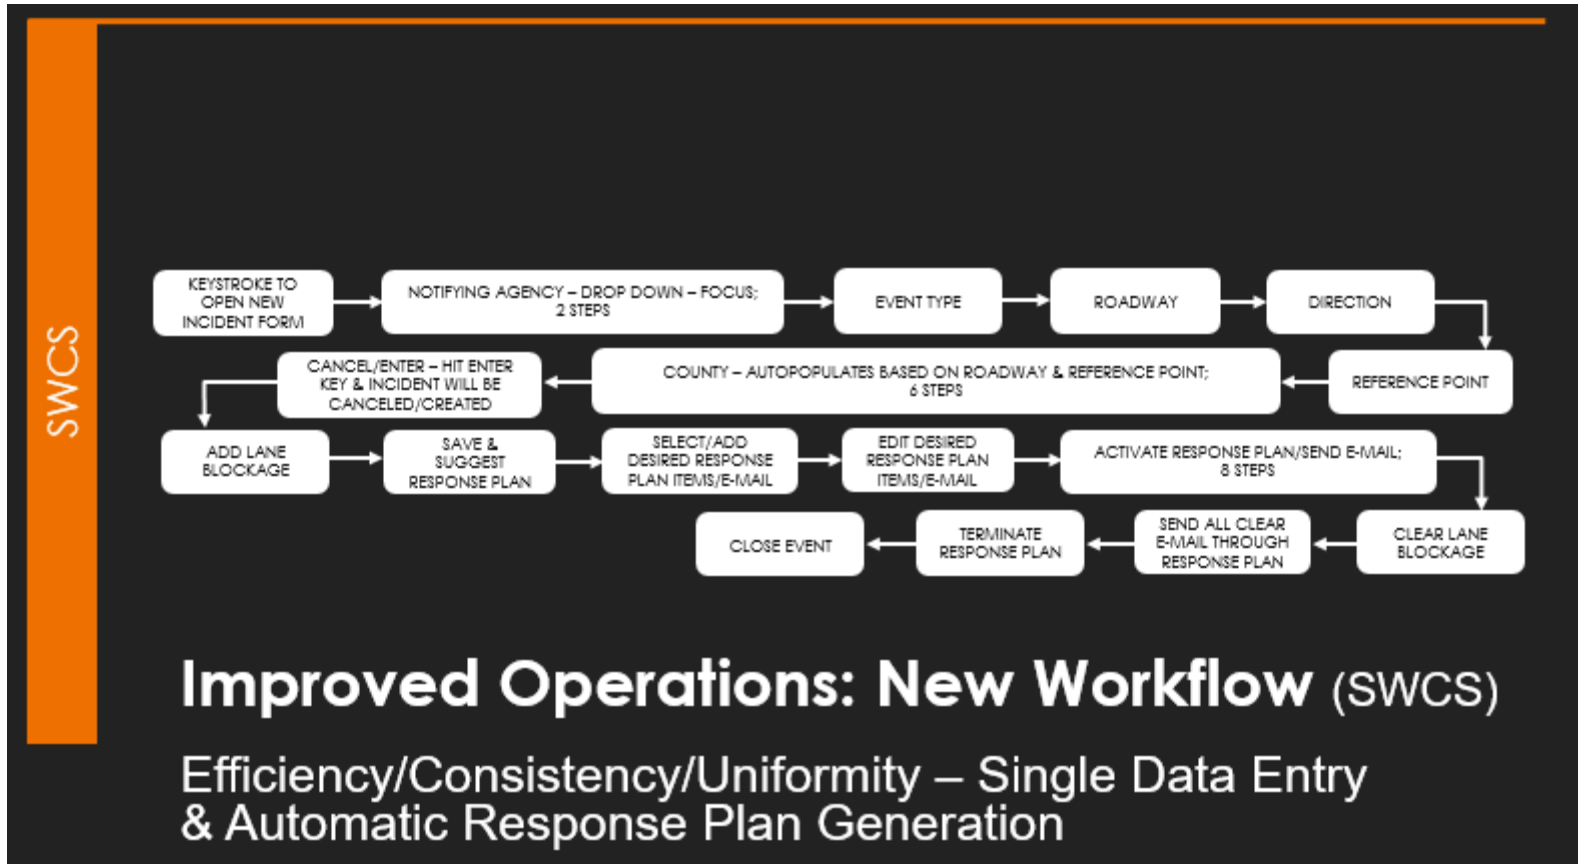 SWCS
KEYSTROKE TO
OPEN NEW
INCIDENT FORM
NOTIFYING AGENCY – DROP DOWN – FOCUS;
2 STEPS
EVENT TYPE
ROADWAY
DIRECTION
REFERENCE POINT
COUNTY – AUTOPOPULATES BASED ON ROADWAY & REFERENCE POINT;
6 STEPS
CANCEL/ENTER – HIT ENTER
KEY & INCIDENT WILL BE
CANCELED/CREATED
ADD LANE
BLOCKAGE
SAVE &
SUGGEST
RESPONSE PLAN
SELECT/ADD
DESIRED RESPONSE
PLAN ITEMS/E-MAIL
EDIT DESIRED
RESPONSE PLAN
ITEMS/E-MAIL
ACTIVATE RESPONSE PLAN/SEND E-MAIL;
8 STEPS
CLEAR LANE
BLOCKAGE
SEND ALL CLEAR
E-MAIL THROUGH
RESPONSE PLAN
TERMINATE
RESPONSE PLAN
CLOSE EVENT
Improved Operations: New Workflow (SWCS)
Efficiency/Consistency/Uniformity – Single Data Entry
& Automatic Response Plan Generation